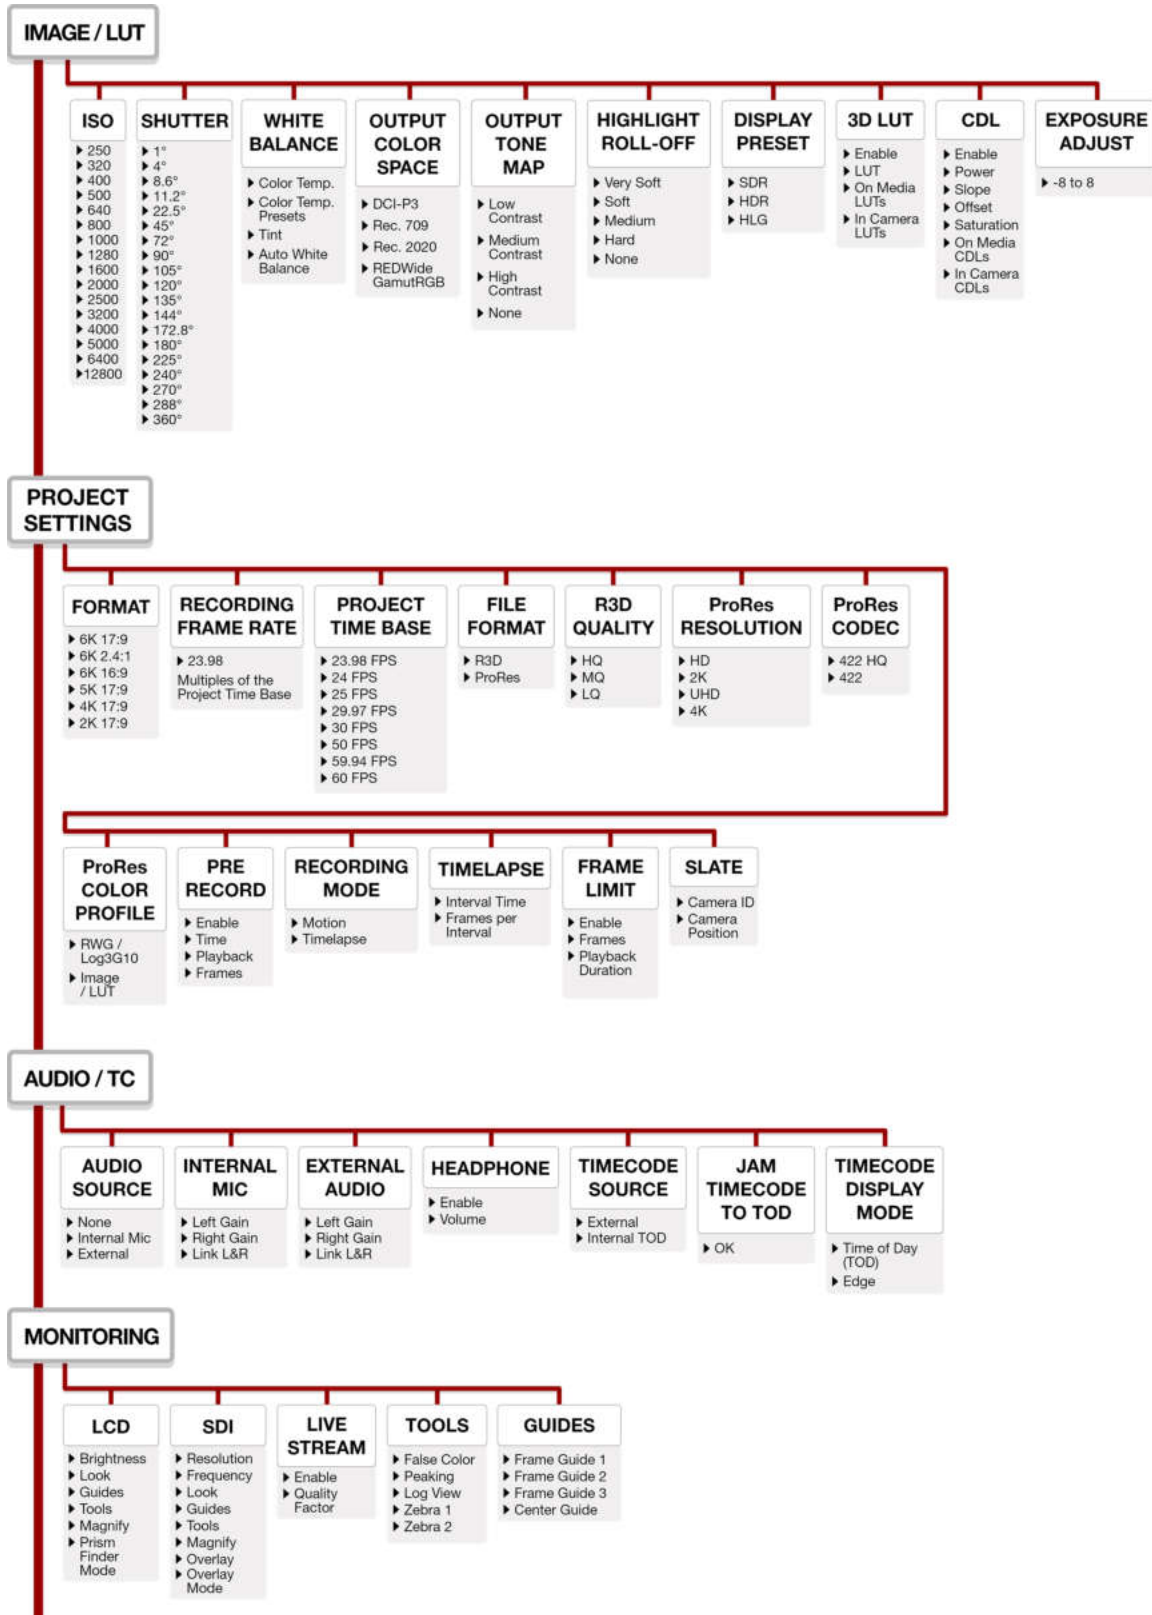 IMAGE / LUT
ISO
▶ 250
▶ 320
▶ 400
▶ 500
▶ 640
▶ 800
▶ 1000
▶ 1280
▶ 1600
▶ 2000
▶ 2500
▶ 3200
▶ 4000
▶ 5000
▶ 6400
▶12800
SHUTTER
▶ 1°
▶ 4°
▶ 8.6°
▶ 11.2°
▶ 22.5°
▶ 45°
▶ 72°
▶ 90°
▶ 105°
▶ 120°
▶ 135°
▶ 144°
▶ 172.8°
▶ 180°
▶ 225°
▶ 240°
▶ 270°
▶ 288°
▶ 360°
WHITE
BALANCE
▶ Color Temp.
▶ Color Temp.
Presets
▶ Tint
▶ Auto White
Balance
OUTPUT
COLOR
SPACE
▶ DCI-P3
▶ Rec. 709
▶ Rec. 2020
▶ REDWide
GamutRGB
OUTPUT
TONE
MAP
▶ Low
Contrast
▶ Medium
Contrast
▶ High
Contrast
▶ None
HIGHLIGHT
ROLL-OFF
▶ Very Soft
▶ Soft
▶ Medium
▶ Hard
▶ None
DISPLAY
PRESET
▶ SDR
▶ HDR
▶ HLG
3D LUT
▶ Enable
▶ LUT
▶ On Media
LUTs
▶ In Camera
LUTs
CDL
▶ Enable
▶ Power
▶ Slope
▶ Offset
▶ Saturation
▶ On Media
CDLs
▶ In Camera
CDLs
EXPOSURE
ADJUST
▶ -8 to 8
PROJECT
SETTINGS
FORMAT
▶ 6K 17:9
▶ 6K 2.4:1
▶ 6K 16:9
▶ 5K 17:9
▶ 4K 17:9
▶ 2K 17:9
RECORDING
FRAME RATE
▶ 23.98
Multiples of the
Project Time Base
PROJECT
TIME BASE
▶ 23.98 FPS
▶ 24 FPS
▶ 25 FPS
▶ 29.97 FPS
▶ 30 FPS
▶ 50 FPS
▶ 59.94 FPS
▶ 60 FPS
FILE
FORMAT
▶ R3D
▶ ProRes
R3D
QUALITY
▶ HQ
▶ MQ
▶ LQ
ProRes
RESOLUTION
▶ HD
▶ 2K
▶ UHD
▶ 4K
ProRes
CODEC
▶ 422 HQ
▶ 422
ProRes
COLOR
PROFILE
▶ RWG /
Log3G10
▶ Image
/ LUT
PRE
RECORD
▶ Enable
▶ Time
▶ Playback
▶ Frames
RECORDING
MODE
▶ Motion
▶ Timelapse
TIMELAPSE
▶ Interval Time
▶ Frames per
Interval
FRAME
LIMIT
▶ Enable
▶ Frames
▶ Playback
Duration
SLATE
▶ Camera ID
▶ Camera
Position
AUDIO / TC
AUDIO
SOURCE
▶ None
▶ Internal Mic
▶ External
INTERNAL
MIC
▶ Left Gain
▶ Right Gain
▶ Link L&R
EXTERNAL
AUDIO
▶ Left Gain
▶ Right Gain
▶ Link L&R
HEADPHONE
▶ Enable
▶ Volume
TIMECODE
SOURCE
▶ External
▶ Internal TOD
JAM
TIMECODE
TO TOD
▶ OK
TIMECODE
DISPLAY
MODE
▶ Time of Day
(TOD)
▶ Edge
MONITORING
LCD
▶ Brightness
▶ Look
▶ Guides
▶ Tools
▶ Magnify
▶ Prism
Finder
Mode
SDI
▶ Resolution
▶ Frequency
▶ Look
▶ Guides
▶ Tools
▶ Magnify
▶ Overlay
▶ Overlay
Mode
LIVE
STREAM
▶ Enable
▶ Quality
Factor
TOOLS
▶ False Color
▶ Peaking
▶ Log View
▶ Zebra 1
▶ Zebra 2
GUIDES
▶ Frame Guide 1
▶ Frame Guide 2
▶ Frame Guide 3
▶ Center Guide